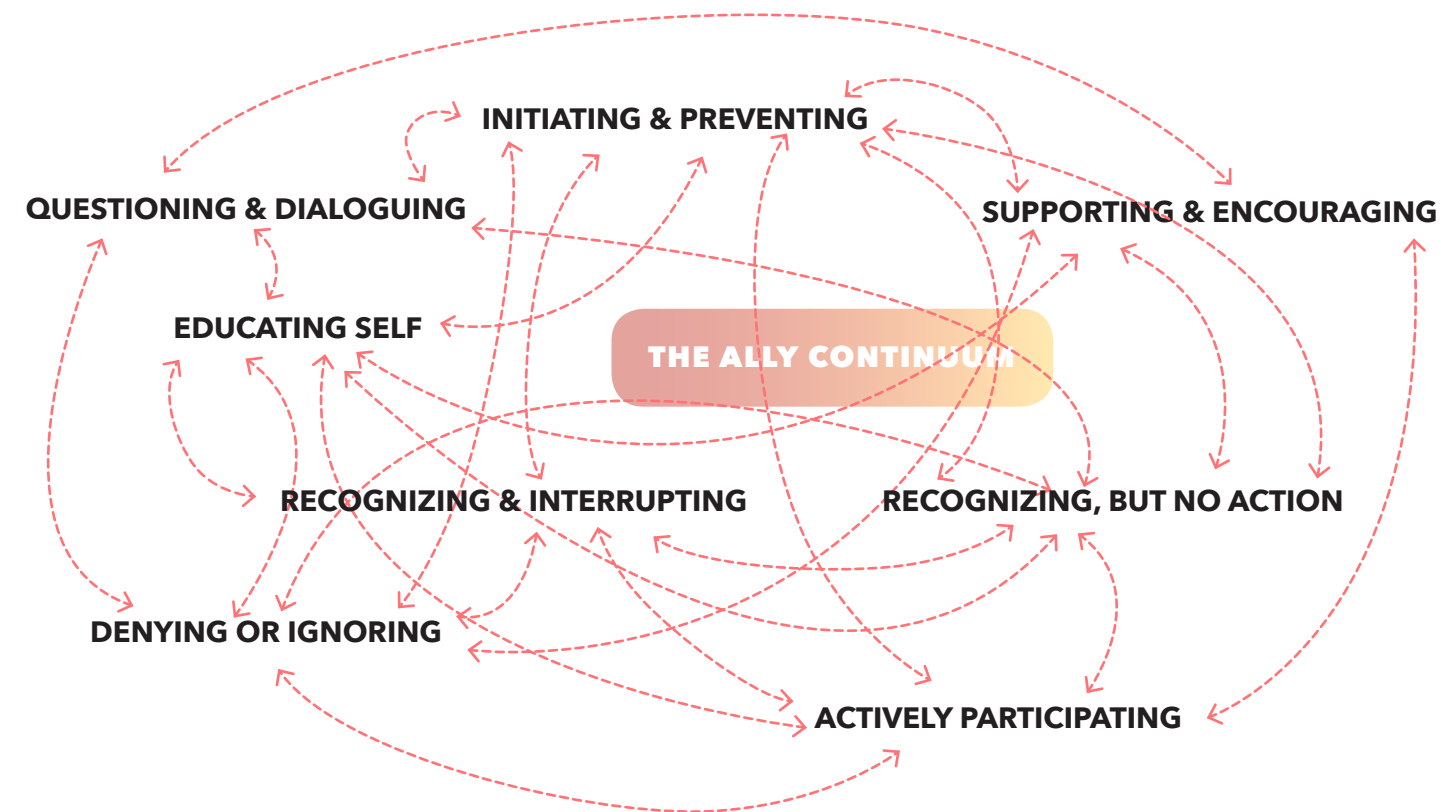 INITIATING & PREVENTING
QUESTIONING & DIALOGUING
SUPPORTING & ENCOURAGING
EDUCATING SELF
THE ALLY CONTINUUM
RECOGNIZING & INTERRUPTING
RECOGNIZING, BUT NO ACTION
DENYING OR IGNORING
ACTIVELY PARTICIPATING